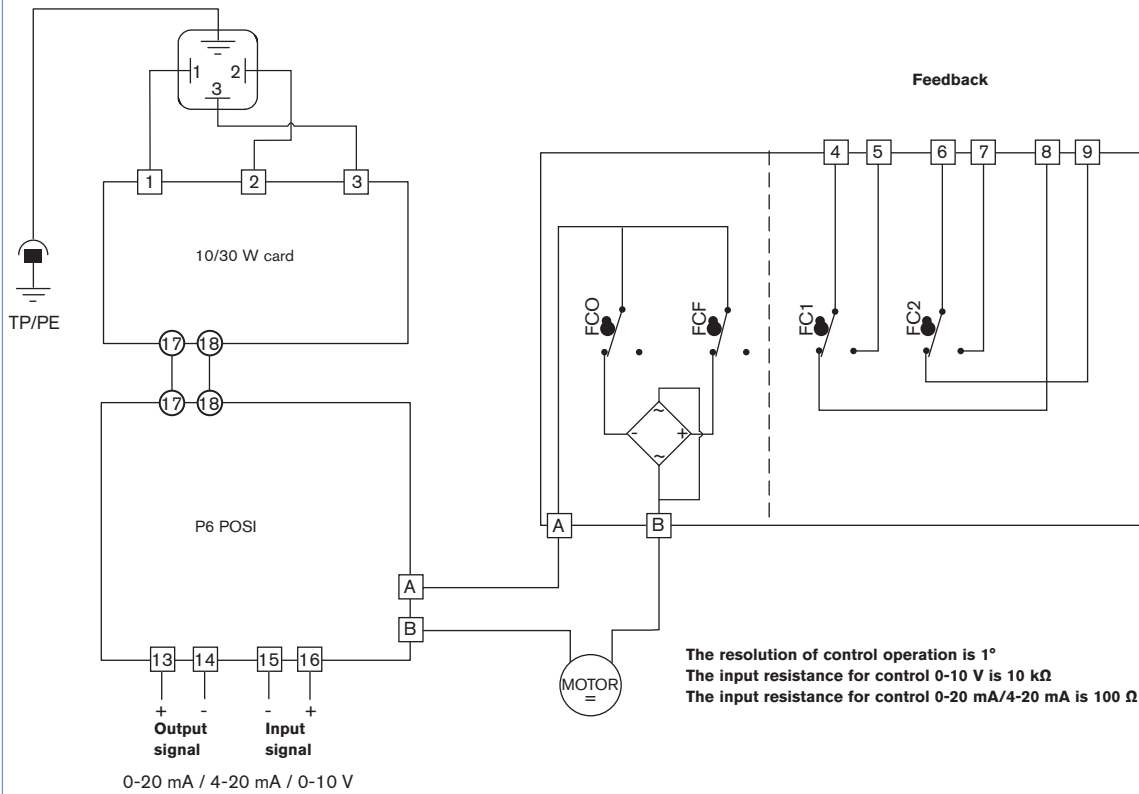 1 2
3
Feedback
1 2 3
4 5 6 7 8 9
10/30 W card
TP/PE
FCO FCF FC1 FC2
17 18
17 18
~
- +
~
P6 POSI
A B
A
B
13 14 15 16
MOTOR
=
+ - - +
Output signal
Input signal
0-20 mA / 4-20 mA / 0-10 V
The resolution of control operation is 1°
The input resistance for control 0-10 V is 10 kΩ
The input resistance for control 0-20 mA/4-20 mA is 100 Ω